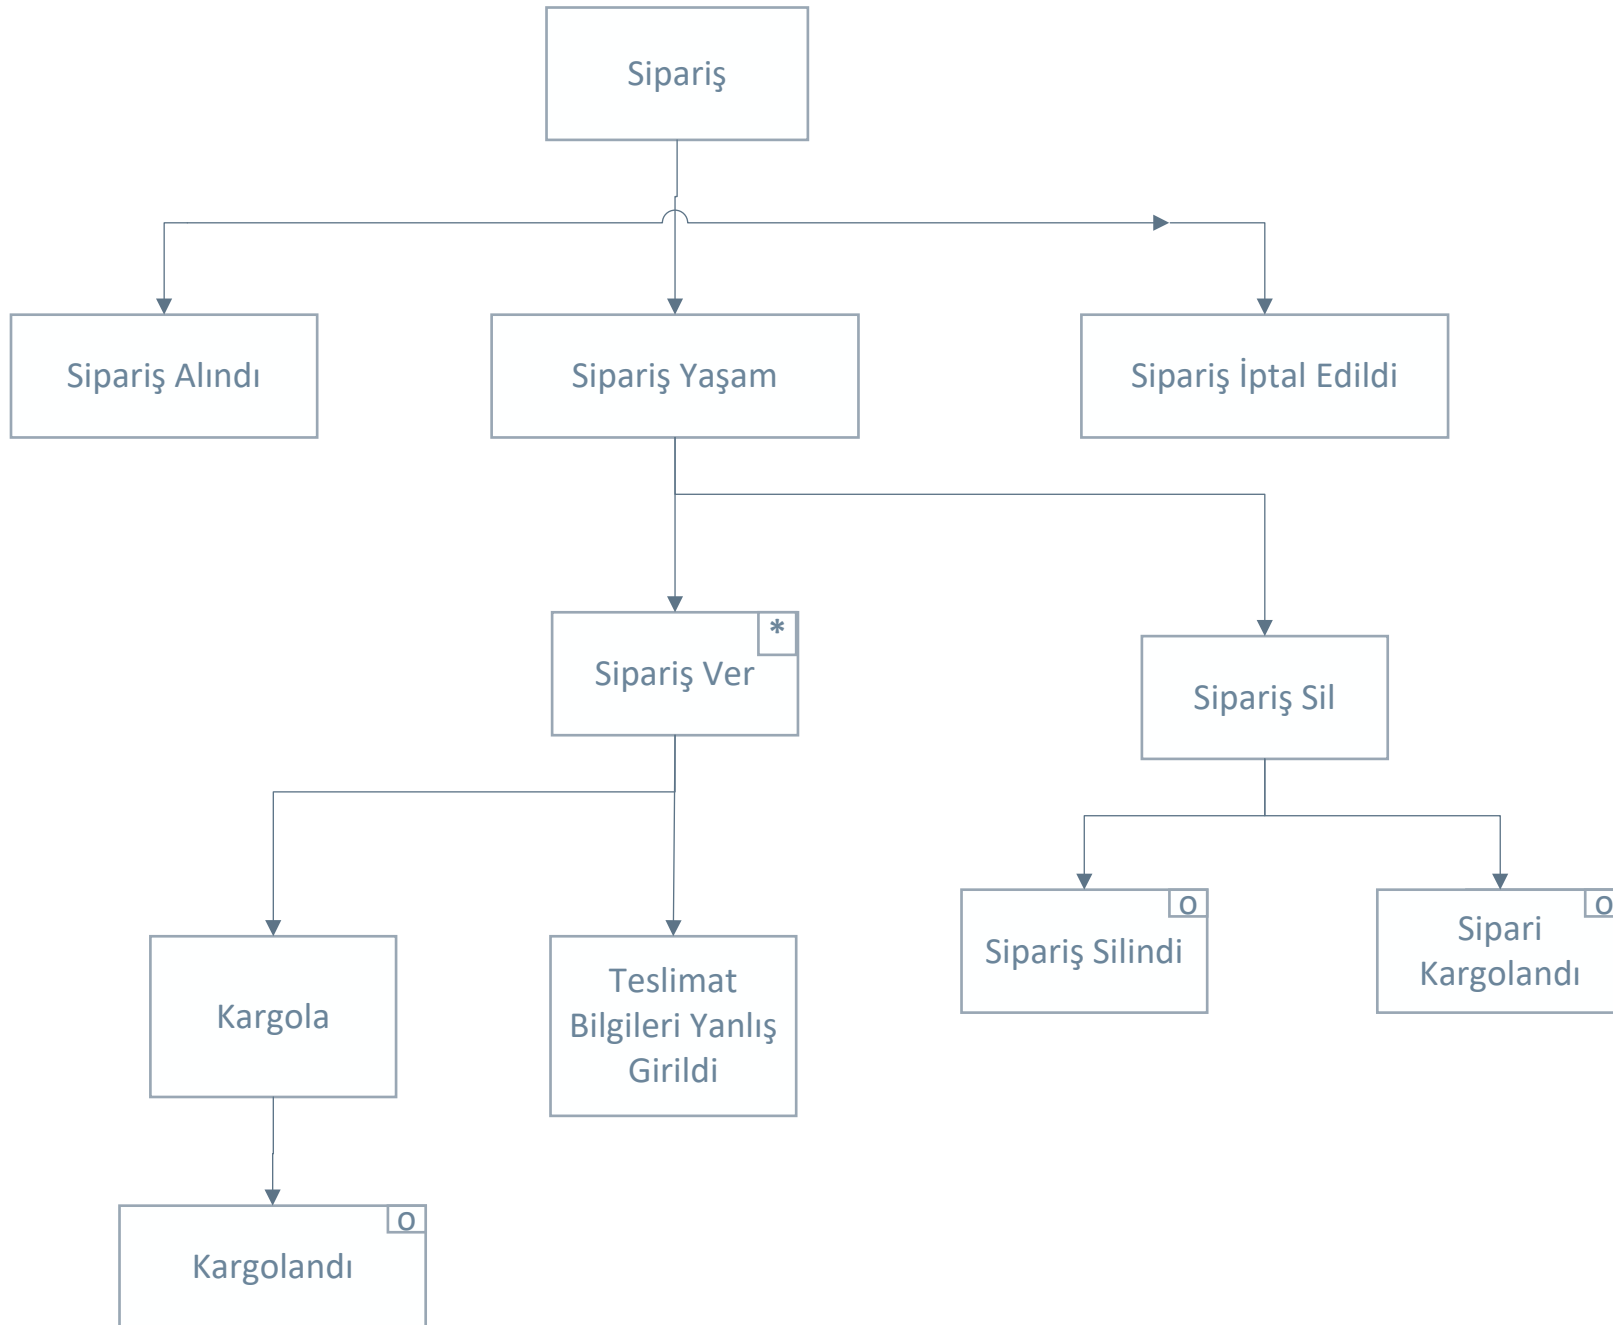 Sipariş
Sipariş Alındı
Sipariş Yaşam
Sipariş İptal Edildi
*
Sipariş Ver
Sipariş Sil
o
Sipariş Silindi
o
Sipari
Kargolandı
Kargola
Teslimat
Bilgileri Yanlış
Girildi
o
Kargolandı